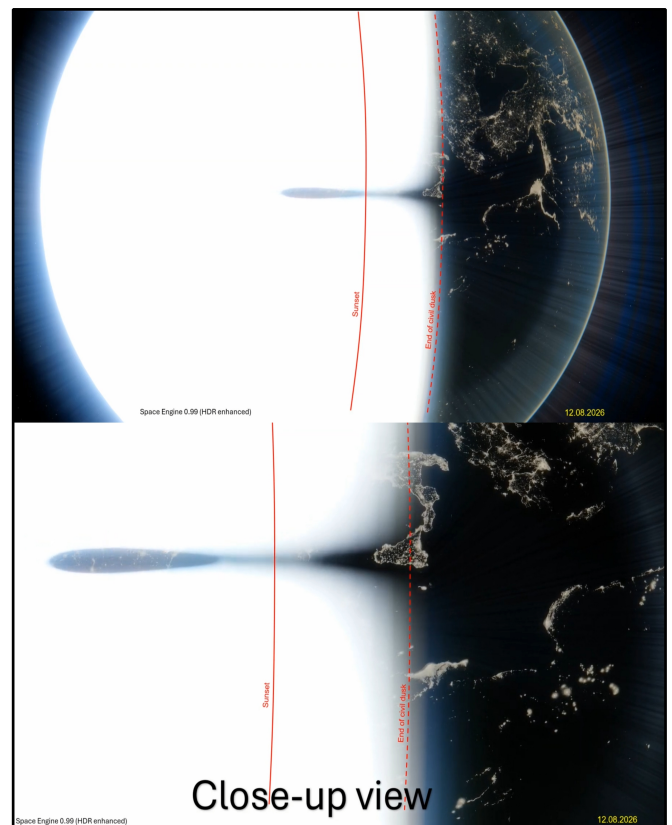 Sunset
End of civil dusk
Space Engine 0.99 (HDR enhanced)
12.08.2026
Sunset
End of civil dusk
Close-up view
Space Engine 0.99 (HDR enhanced)
12.08.2026